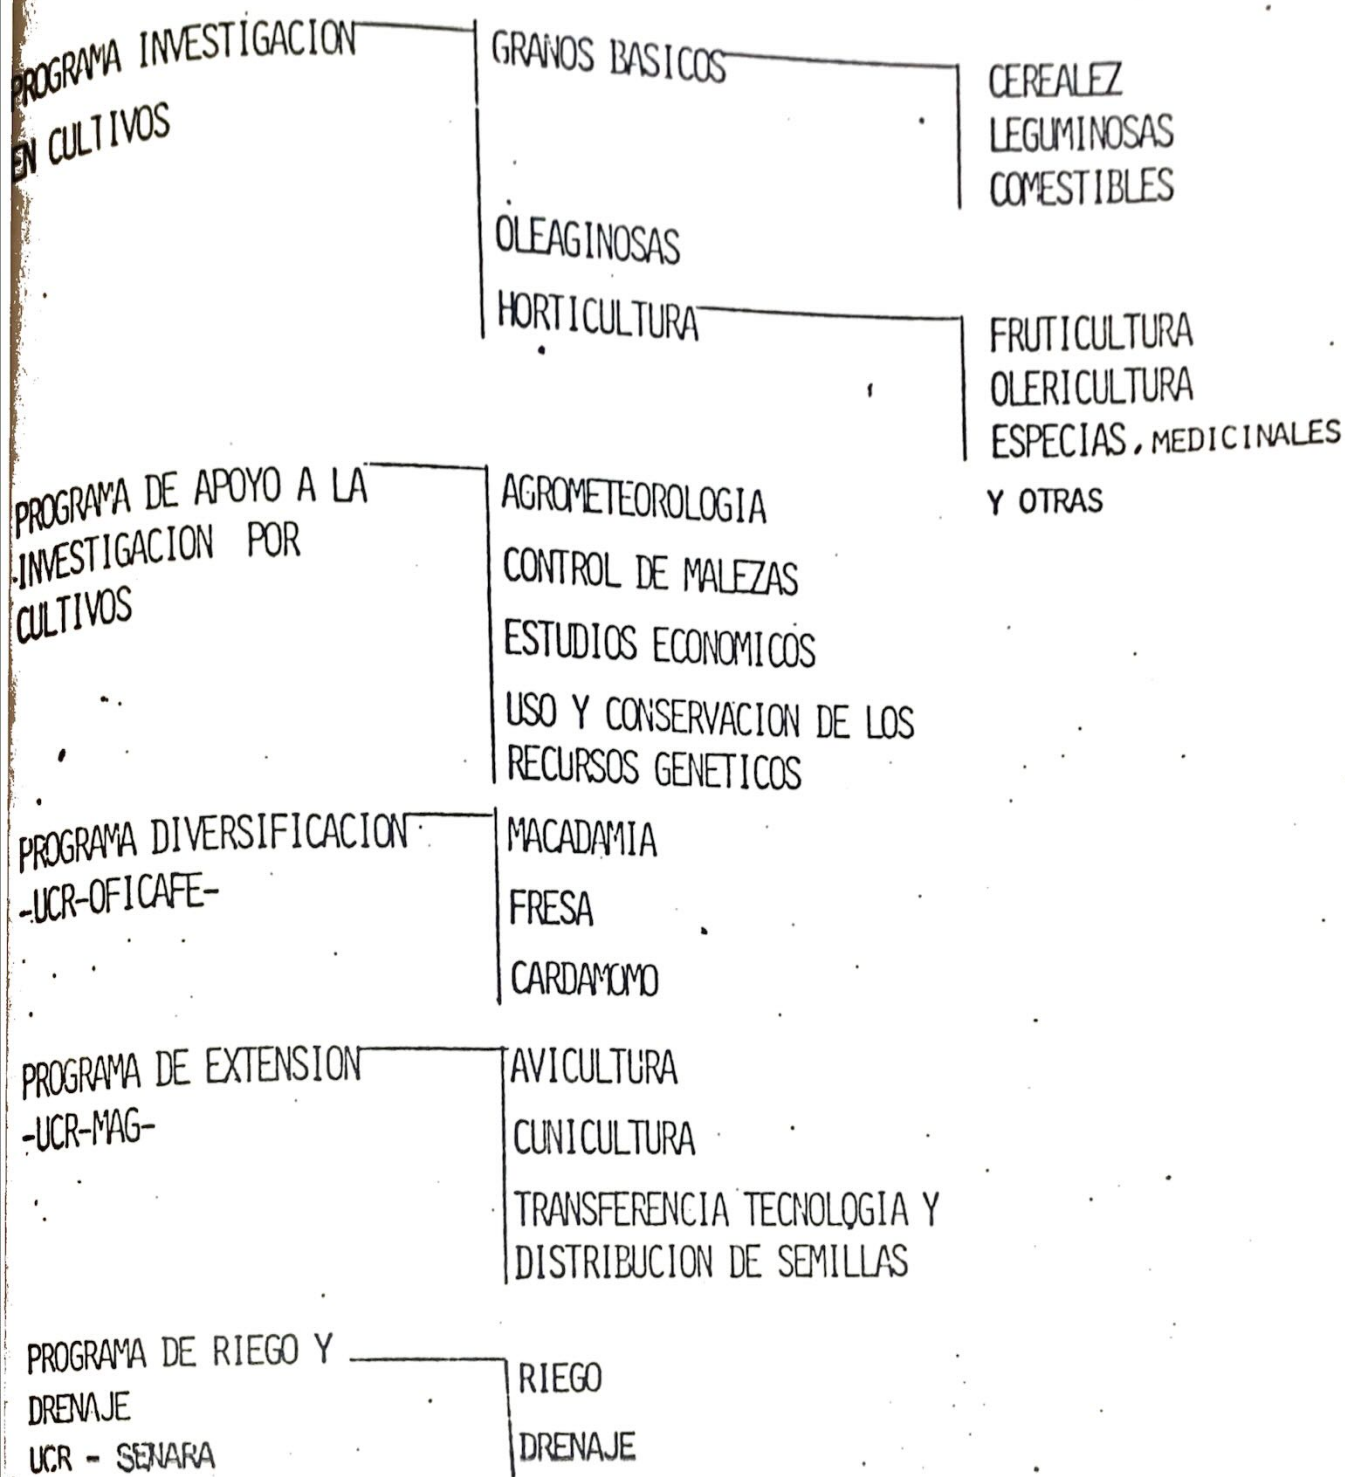 PROGRAMA INVESTIGACION
EN CULTIVOS
GRANOS BASICOS
CEREALEZ
LEGUMINOSAS
COMESTIBLES
OLEAGINOSAS
HORTICULTURA
FRUTICULTURA
OLERICULTURA
ESPECIAS, MEDICINALES
Y OTRAS
PROGRAMA DE APOYO A LA
INVESTIGACION POR
CULTIVOS
AGROMETEOROLOGIA
CONTROL DE MALEZAS
ESTUDIOS ECONOMICOS
USO Y CONSERVACION DE LOS
RECURSOS GENETICOS
PROGRAMA DIVERSIFICACION
-UCR-OFICAFE-
MACADAMIA
FRESA
CARDAMOMO
PROGRAMA DE EXTENSION
-UCR-MAG-
AVICULTURA
CUNICULTURA
TRANSFERENCIA TECNOLOGIA Y
DISTRIBUCION DE SEMILLAS
PROGRAMA DE RIEGO Y
DRENAJE
UCR - SENARA
RIEGO
DRENAJE